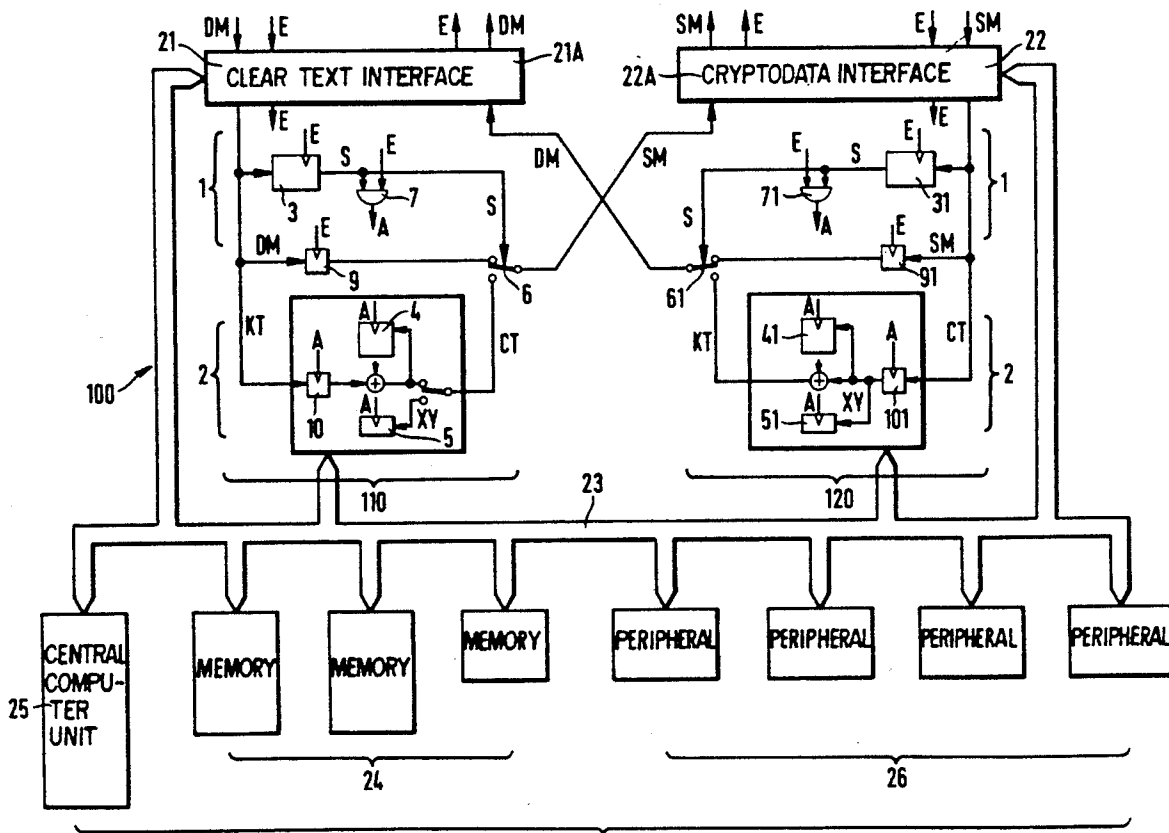 DM E E DM SM E E SM
21 21A 22A 22
CLEAR TEXT INTERFACE
CRYPTODATA INTERFACE
E E
DM SM
1 E S E E S E 1
3 7 71 31
A A
S S
DM E E SM
9 6 61 91
KT A 4 CT KT 41 A A CT
2 A 2
100 10 A XY 5 A 51 XY 101
110 120
23
CENTRAL
COMPU-
TER
UNIT
25
MEMORY MEMORY MEMORY PERIPHERAL PERIPHERAL PERIPHERAL PERIPHERAL
24 26